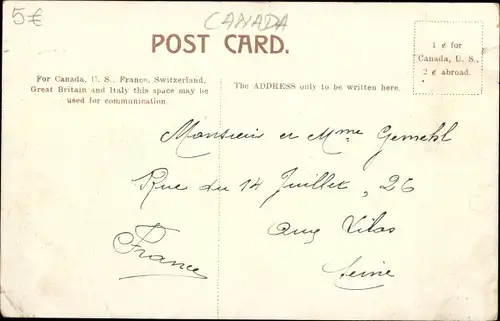 5€
CANADA
POST CARD.
1 ¢ for
Canada, U. S.,
2 ¢ abroad.
For Canada, U. S., France, Switzerland,
Great Britain and Italy this space may be
used for communication.
The ADDRESS only to be written here.
Monsieur et Mme
Rue du 14 Juillet, 26
Aux Lilas
Seine
France